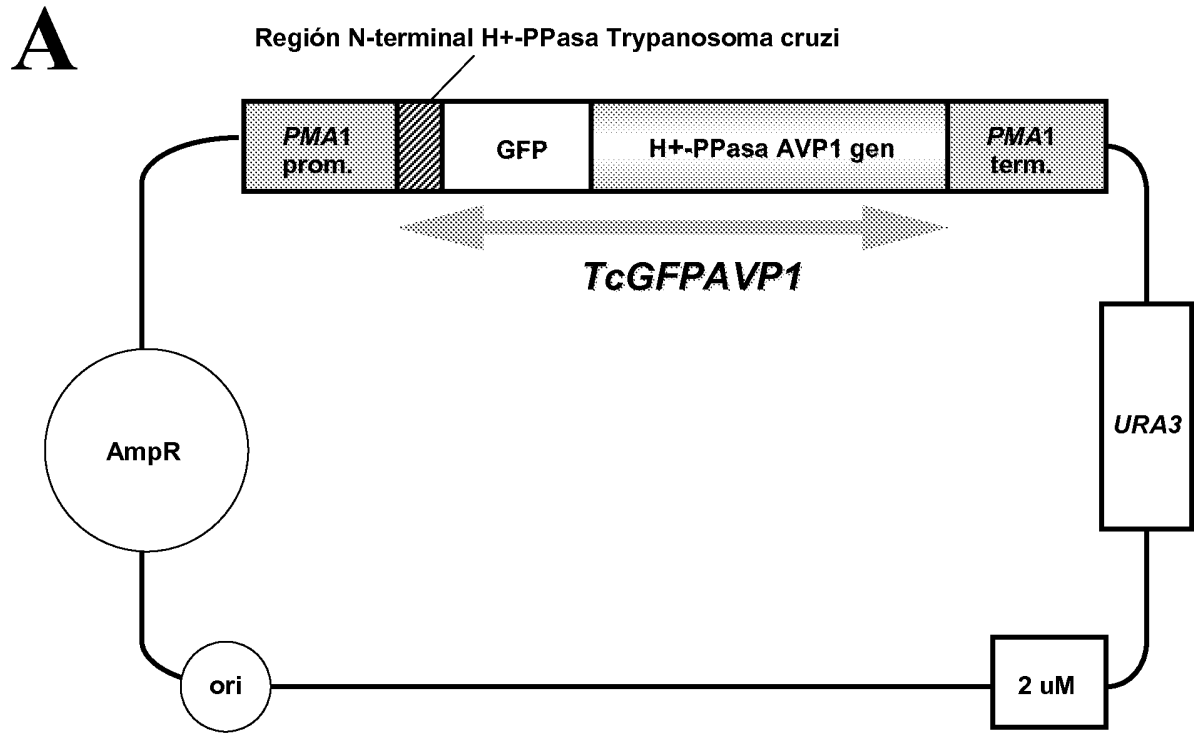 A
Región N-terminal H+-PPasa Trypanosoma cruzi
PMA1
prom.
GFP
H+-PPasa AVP1 gen
PMA1
term.
TcGFPAVP1
AmpR
URA3
ori
2 uM